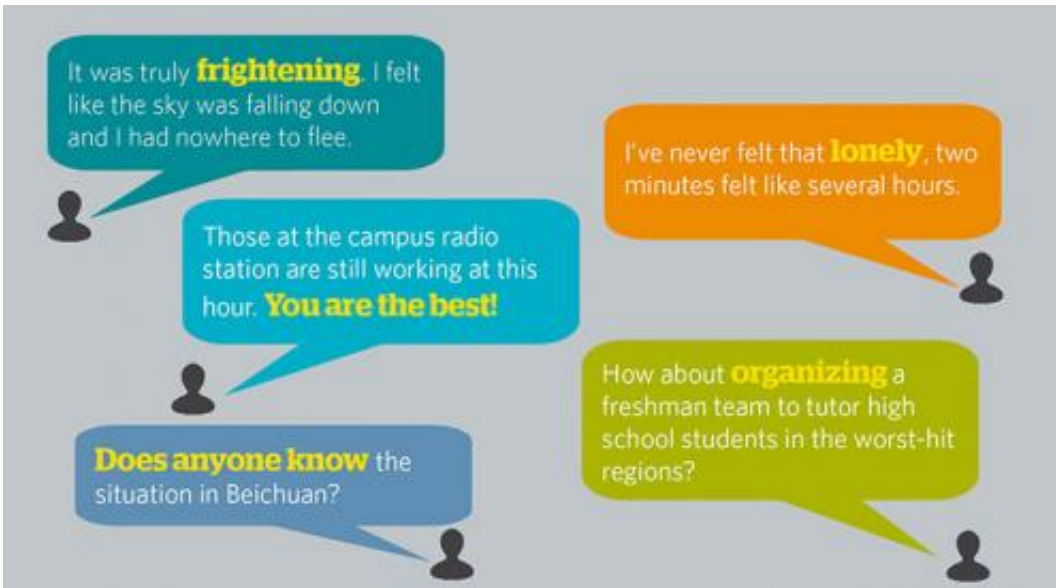 It was truly frightening. I felt
like the sky was falling down
and I had nowhere to flee.
I've never felt that lonely, two
minutes felt like several hours.
Those at the campus radio
station are still working at this
hour. You are the best!
How about organizing a
freshman team to tutor high
school students in the worst-hit
regions?
Does anyone know the
situation in Beichuan?